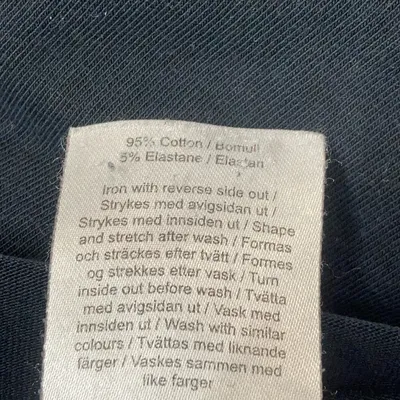 95% Cotton / Bomull
5% Elastane / Elastan
Iron with reverse side out /
Strykes med avigsidan ut /
Strykes med innsiden ut / Shape
and stretch after wash / Formas
och sträckes efter tvätt / Formes
og strekkes etter vask / Turn
inside out before wash / Tvätta
med avigsidan ut / Vask med
innsiden ut / Wash with similar
colours / Tvättas med liknande
färger / Vaskes sammen med
like farger